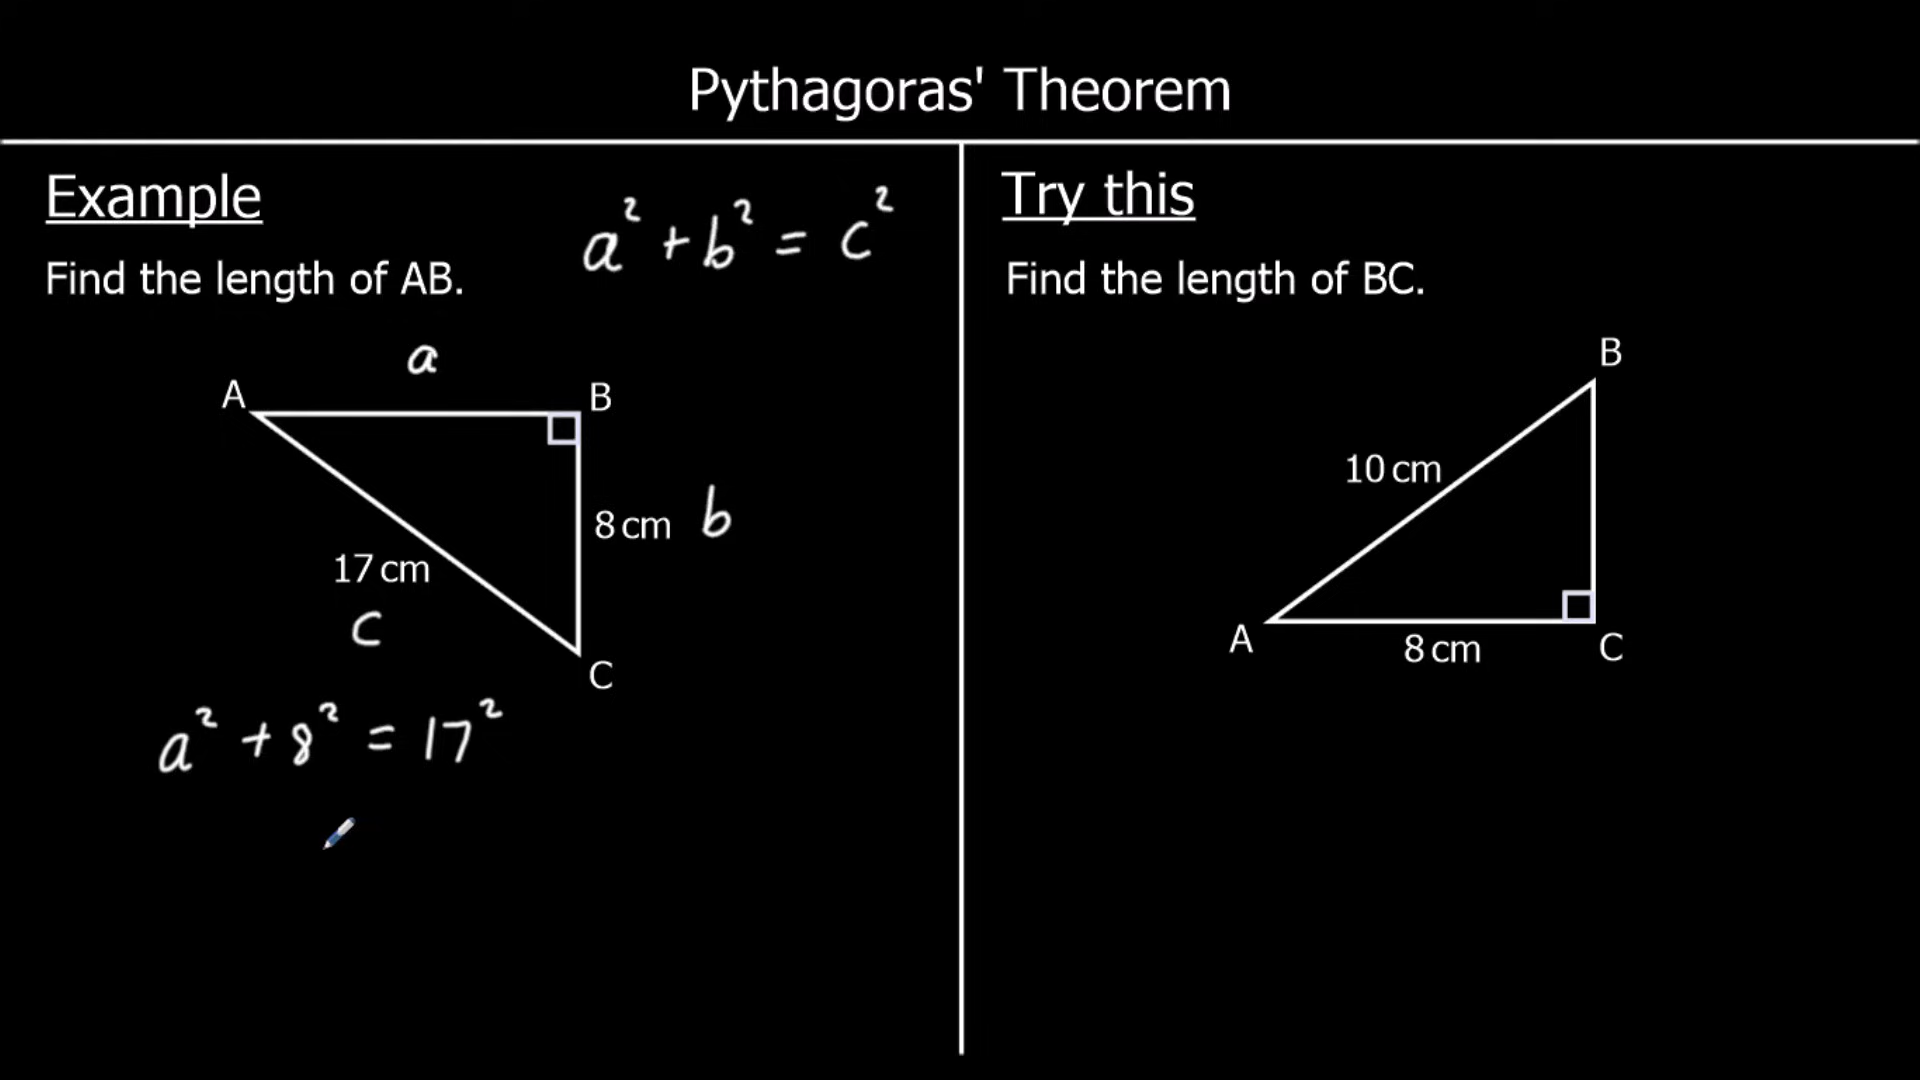 Pythagoras' Theorem
Example
a² + b² = c²
Find the length of AB.
a
A
B
8 cm b
17 cm
c
C
a² + 8² = 17²
Try this
Find the length of BC.
B
10 cm
A
8 cm
C